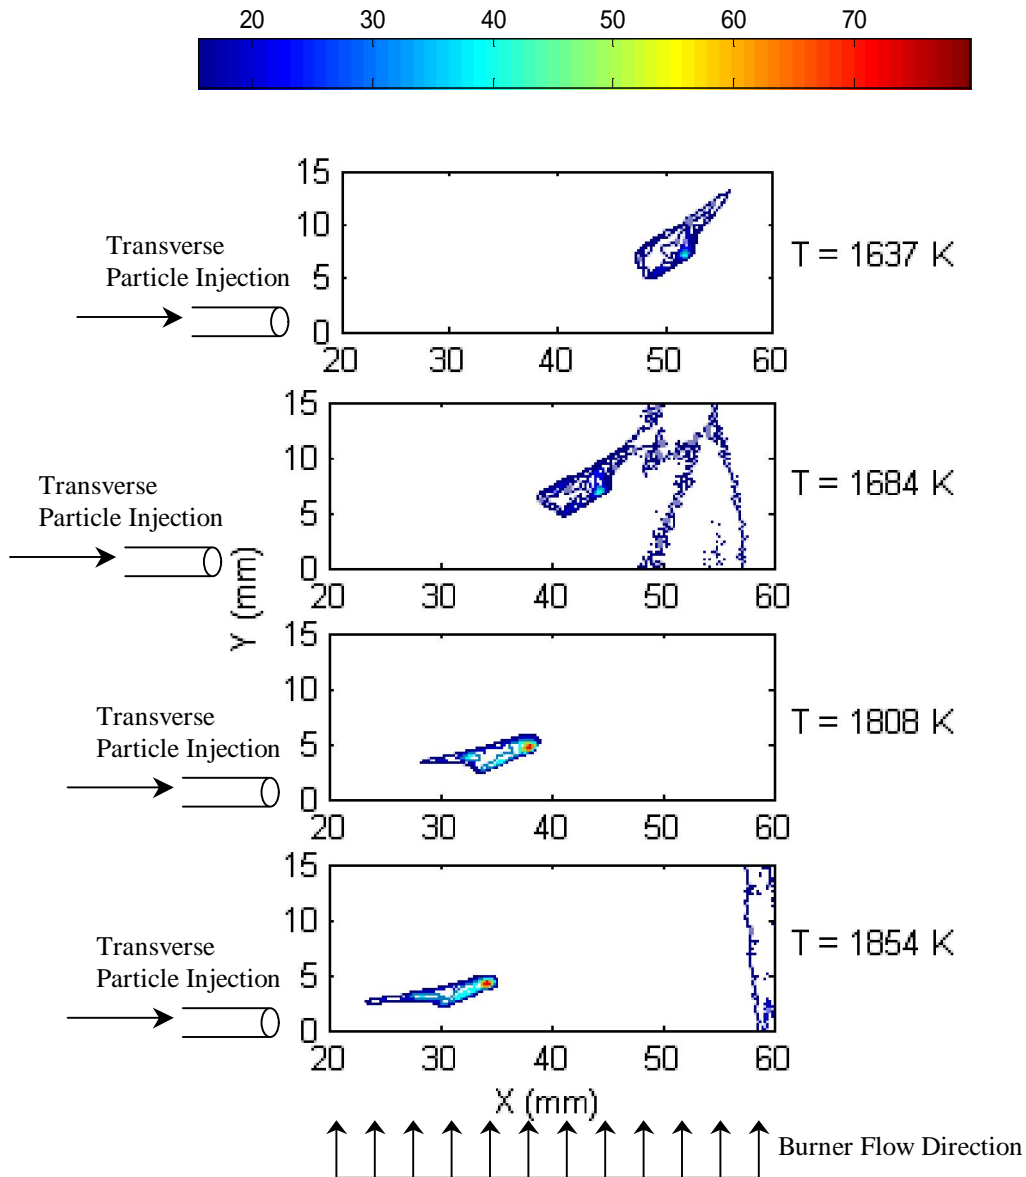 20 30 40 50 60 70
15
10
5
0
20 30 40 50 60
Transverse
Particle Injection
T = 1637 K
15
10
5
0
20 30 40 50 60
Transverse
Particle Injection
T = 1684 K
Y (mm)
15
10
5
0
20 30 40 50 60
Transverse
Particle Injection
T = 1808 K
15
10
5
0
20 30 40 50 60
Transverse
Particle Injection
T = 1854 K
X (mm)
Burner Flow Direction